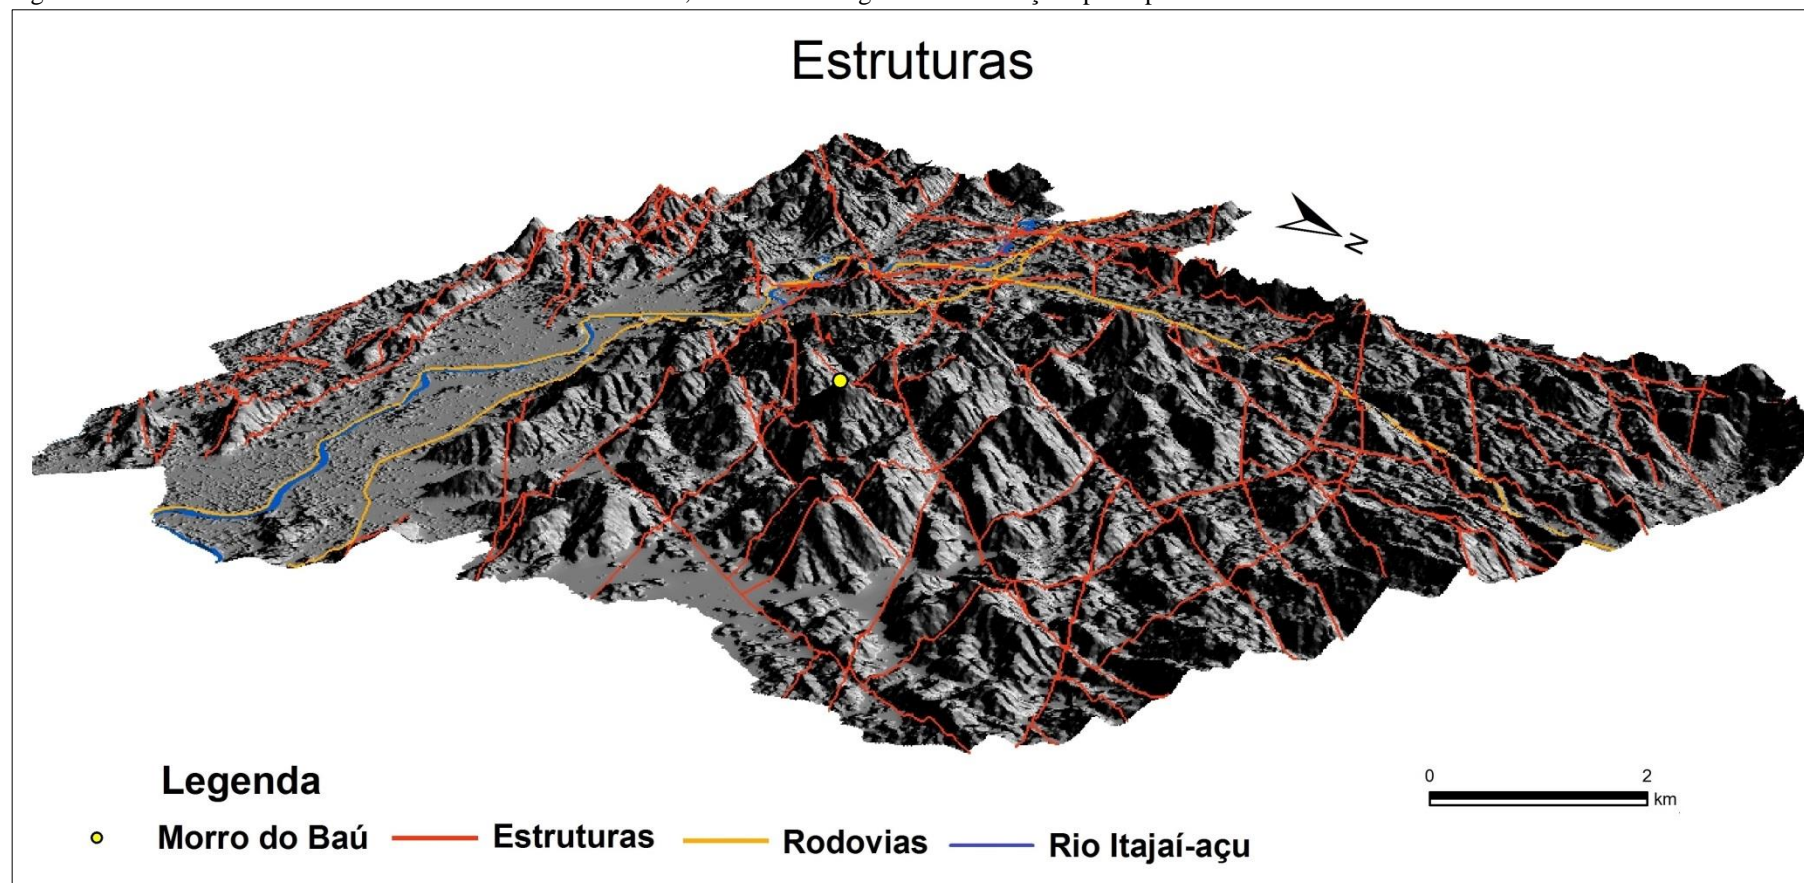 Estruturas
N
Legenda
0 2
km
Morro do Baú Estruturas Rodovias Rio Itajaí-açu